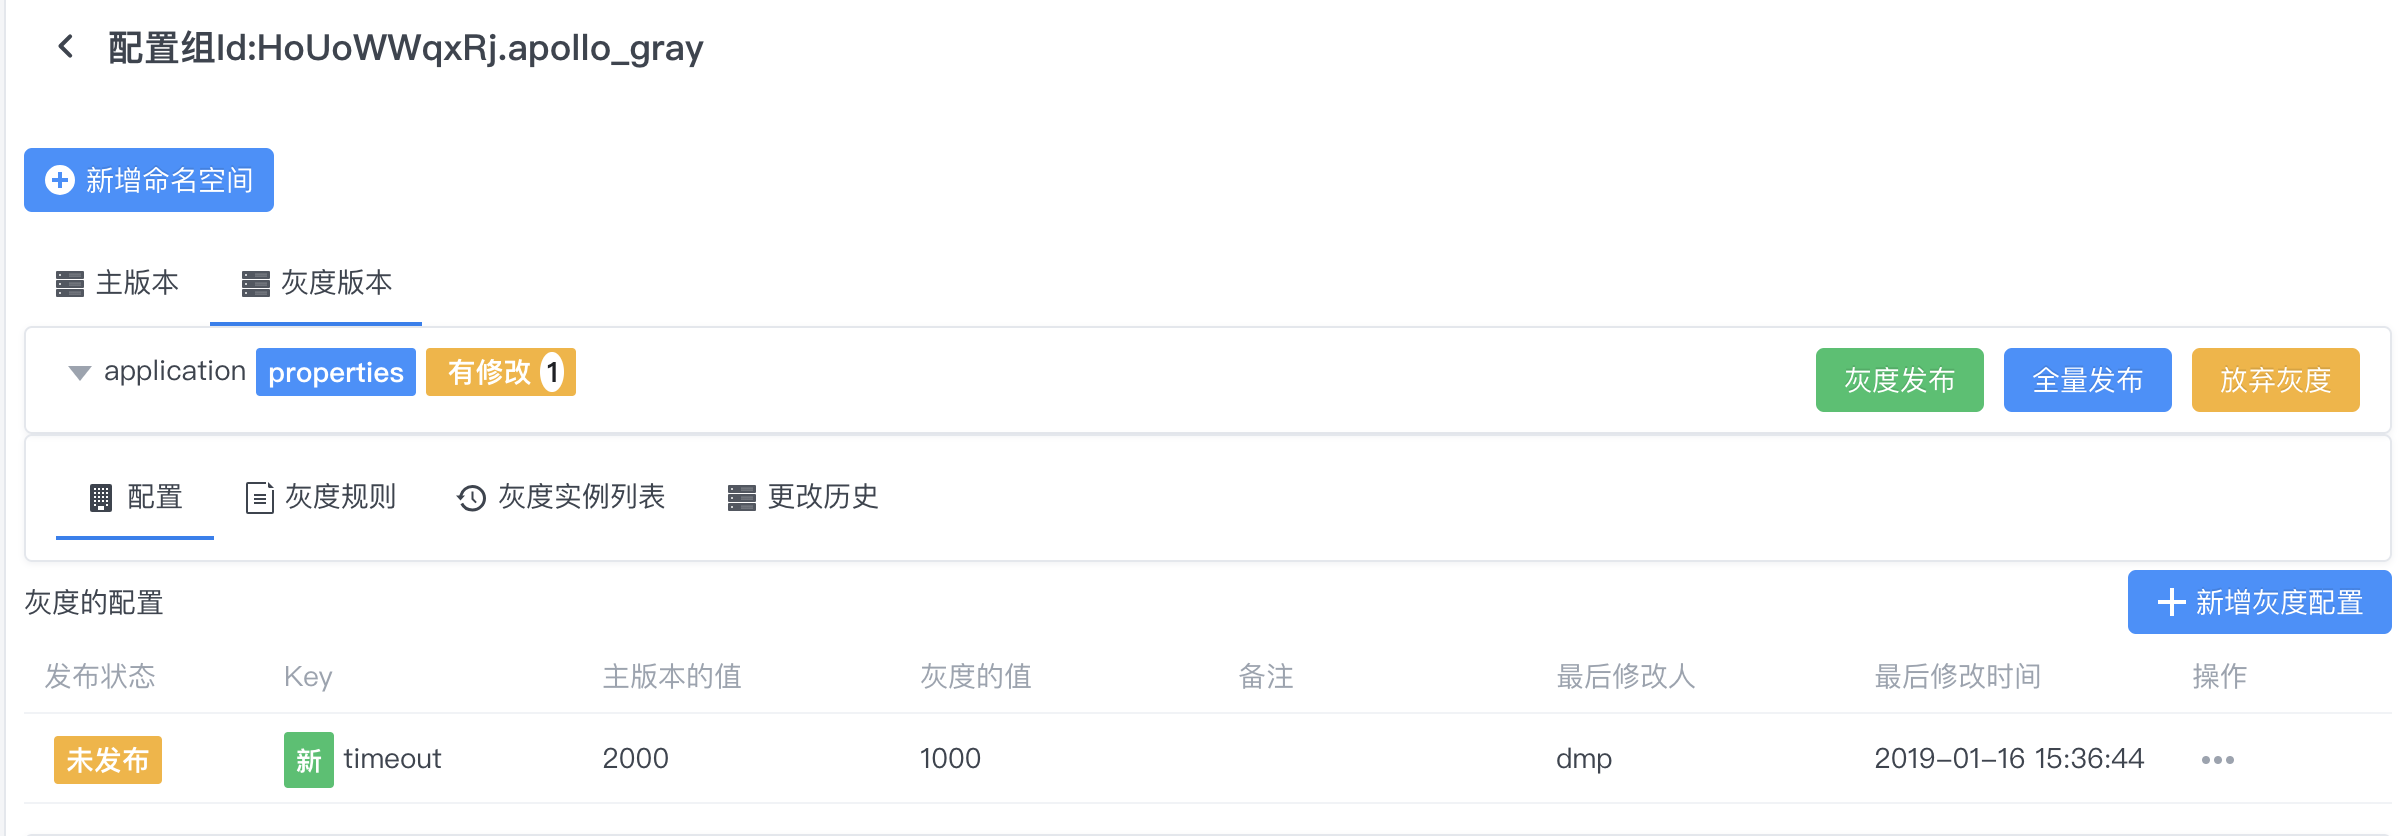 配置组Id:HoUoWWqxRj.apollo_gray
新增命名空间
主版本 灰度版本
application properties 有修改 1 灰度发布 全量发布 放弃灰度
配置 灰度规则 灰度实例列表 更改历史
灰度的配置 新增灰度配置
发布状态 Key 主版本的值 灰度的值 备注 最后修改人 最后修改时间 操作
未发布 新 timeout 2000 1000 dmp 2019-01-16 15:36:44